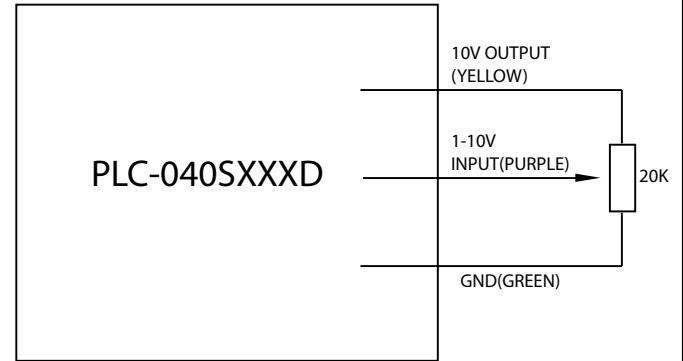 10V OUTPUT
(YELLOW)
1-10V
INPUT(PURPLE)
PLC-040SXXXD
20K
GND(GREEN)